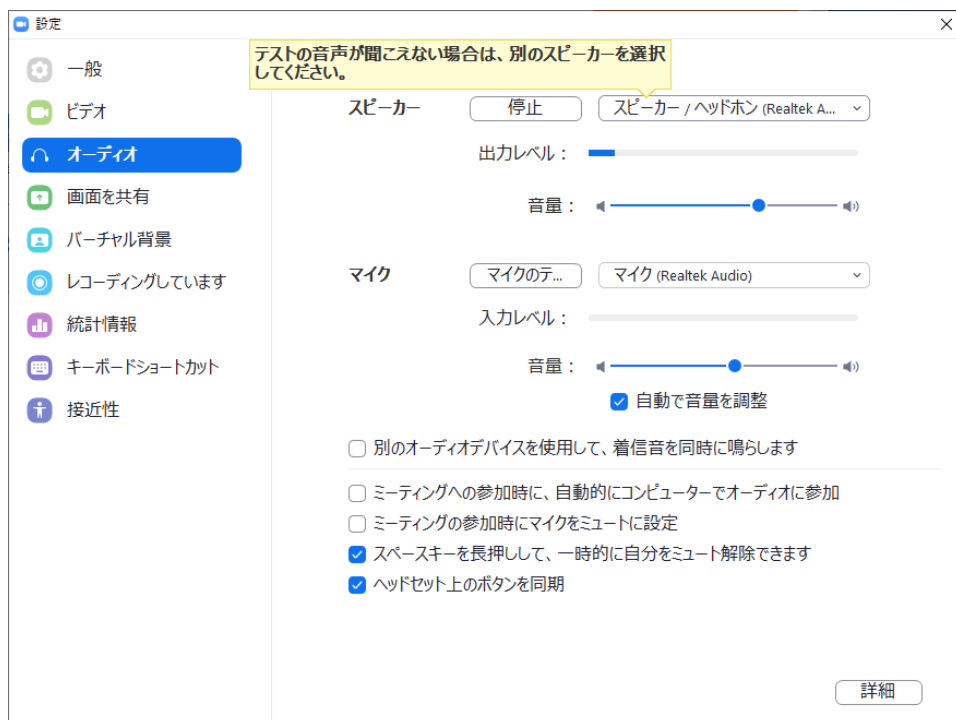 設定
テストの音声が聞こえない場合は、別のスピーカーを選択
してください。
一般
ビデオ
オーディオ
画面を共有
バーチャル背景
レコーディングしています
統計情報
キーボードショートカット
接近性
スピーカー 停止 スピーカー / ヘッドホン (Realtek A...
出力レベル：
音量：
マイク マイクのテ... マイク (Realtek Audio)
入力レベル：
音量：
自動で音量を調整
別のオーディオデバイスを使用して、着信音を同時に鳴らします
ミーティングへの参加時に、自動的にコンピューターでオーディオに参加
ミーティングの参加時にマイクをミュートに設定
スペースキーを長押しして、一時的に自分をミュート解除できます
ヘッドセット上のボタンを同期
詳細